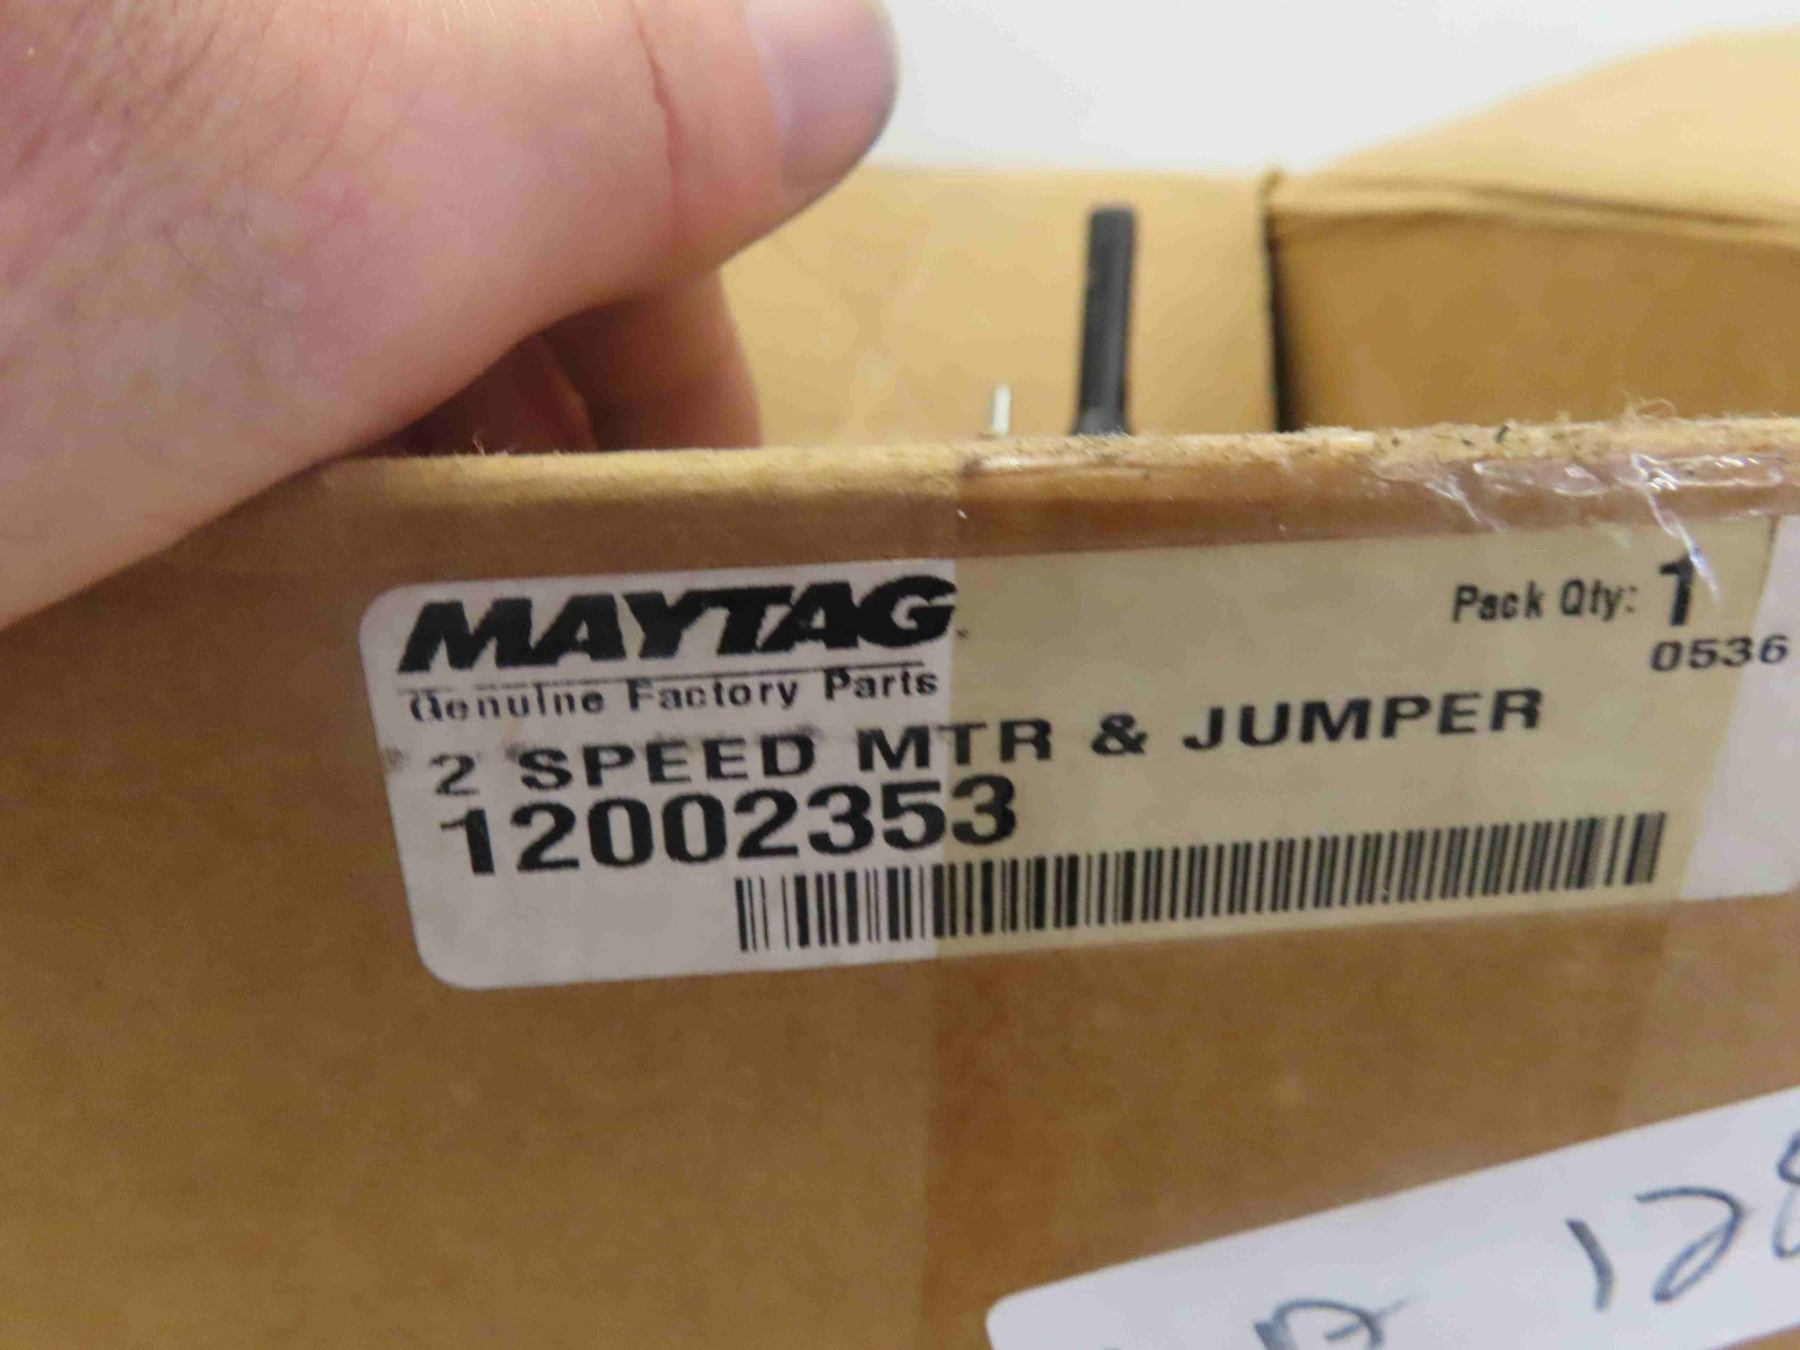 MAYTAG
Genuine Factory Parts
Pack Qty: 1
0536
2 SPEED MTR & JUMPER
12002353